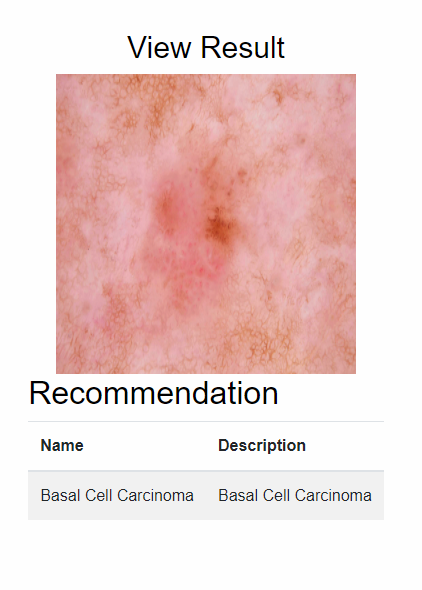 View Result
Recommendation
Name Description
Basal Cell Carcinoma Basal Cell Carcinoma